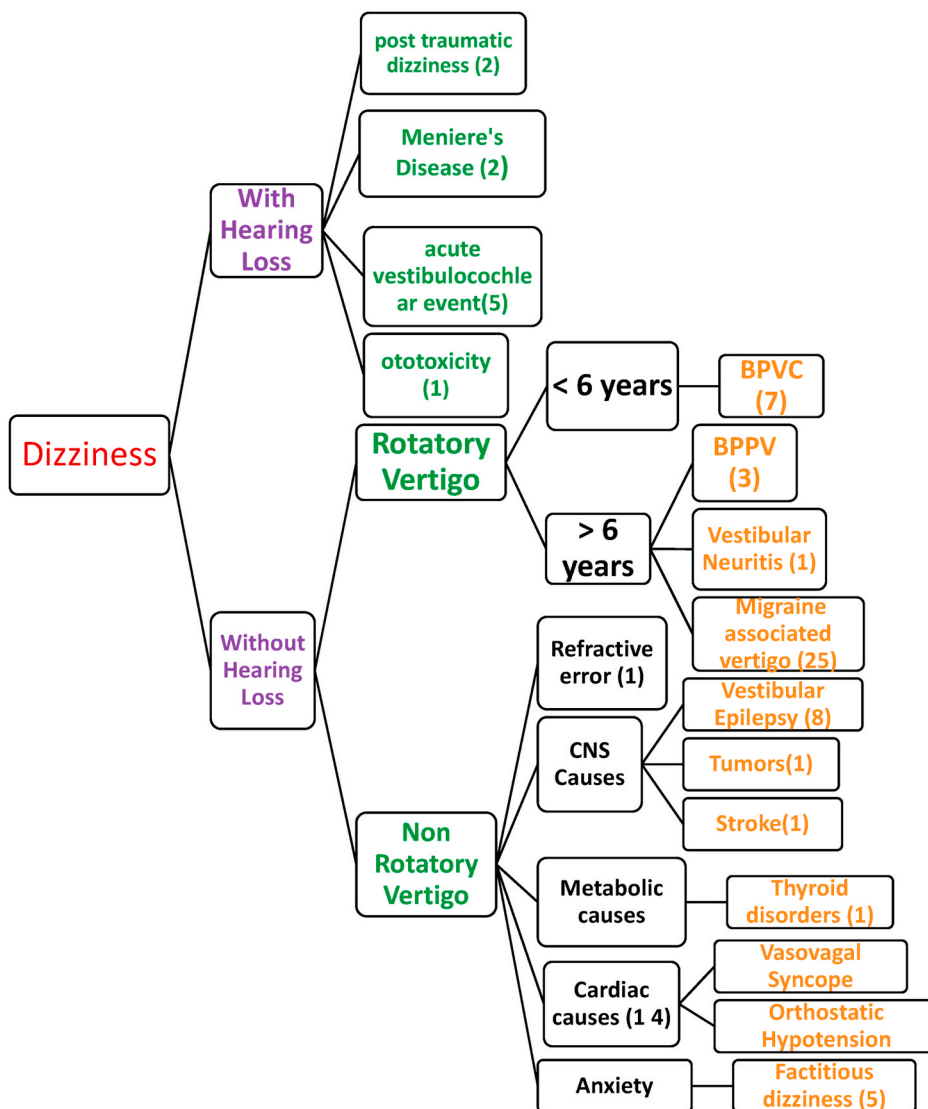 post traumatic
dizziness (2)
Meniere's
Disease (2)
With
Hearing
Loss
acute
vestibulocochle
ar event(5)
ototoxicity
(1)
< 6 years
BPVC
(7)
Dizziness
Rotatory
Vertigo
BPPV
(3)
> 6
years
Vestibular
Neuritis (1)
Migraine
associated
vertigo (25)
Without
Hearing
Loss
Refractive
error (1)
Vestibular
Epilepsy (8)
CNS
Causes
Tumors(1)
Stroke(1)
Non
Rotatory
Vertigo
Metabolic
causes
Thyroid
disorders (1)
Vasovagal
Syncope
Cardiac
causes (1 4)
Orthostatic
Hypotension
Anxiety
Factitious
dizziness (5)